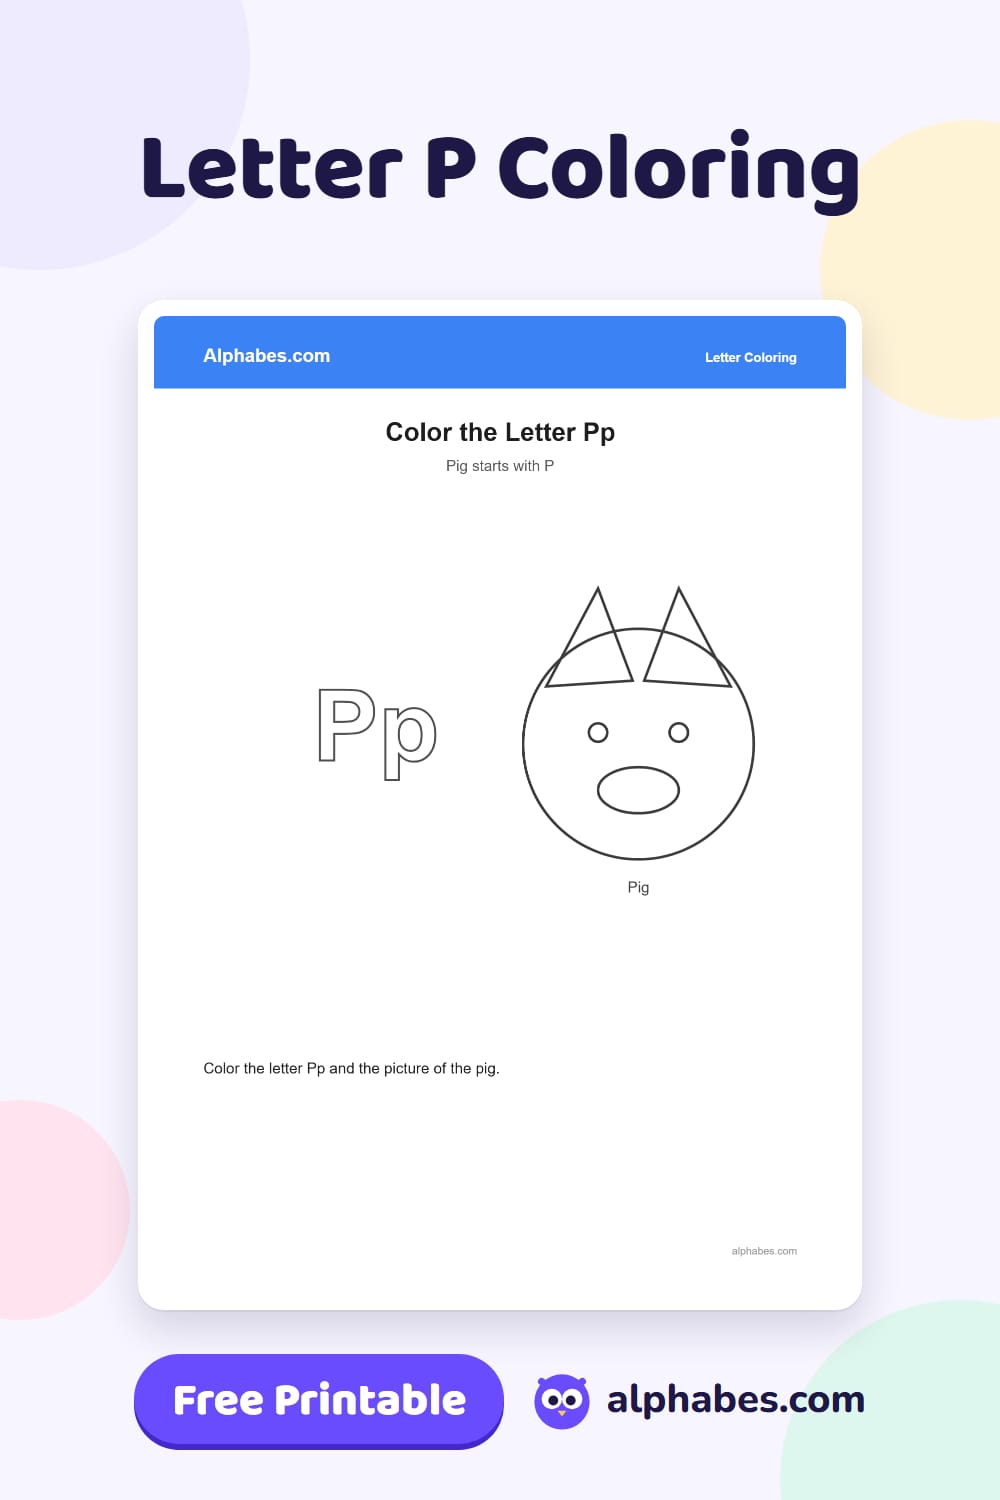 Letter P Coloring
Alphabes.com
Letter Coloring
Color the Letter Pp
Pig starts with P
Pp
Pig
Color the letter Pp and the picture of the pig.
alphabes.com
Free Printable
alphabes.com